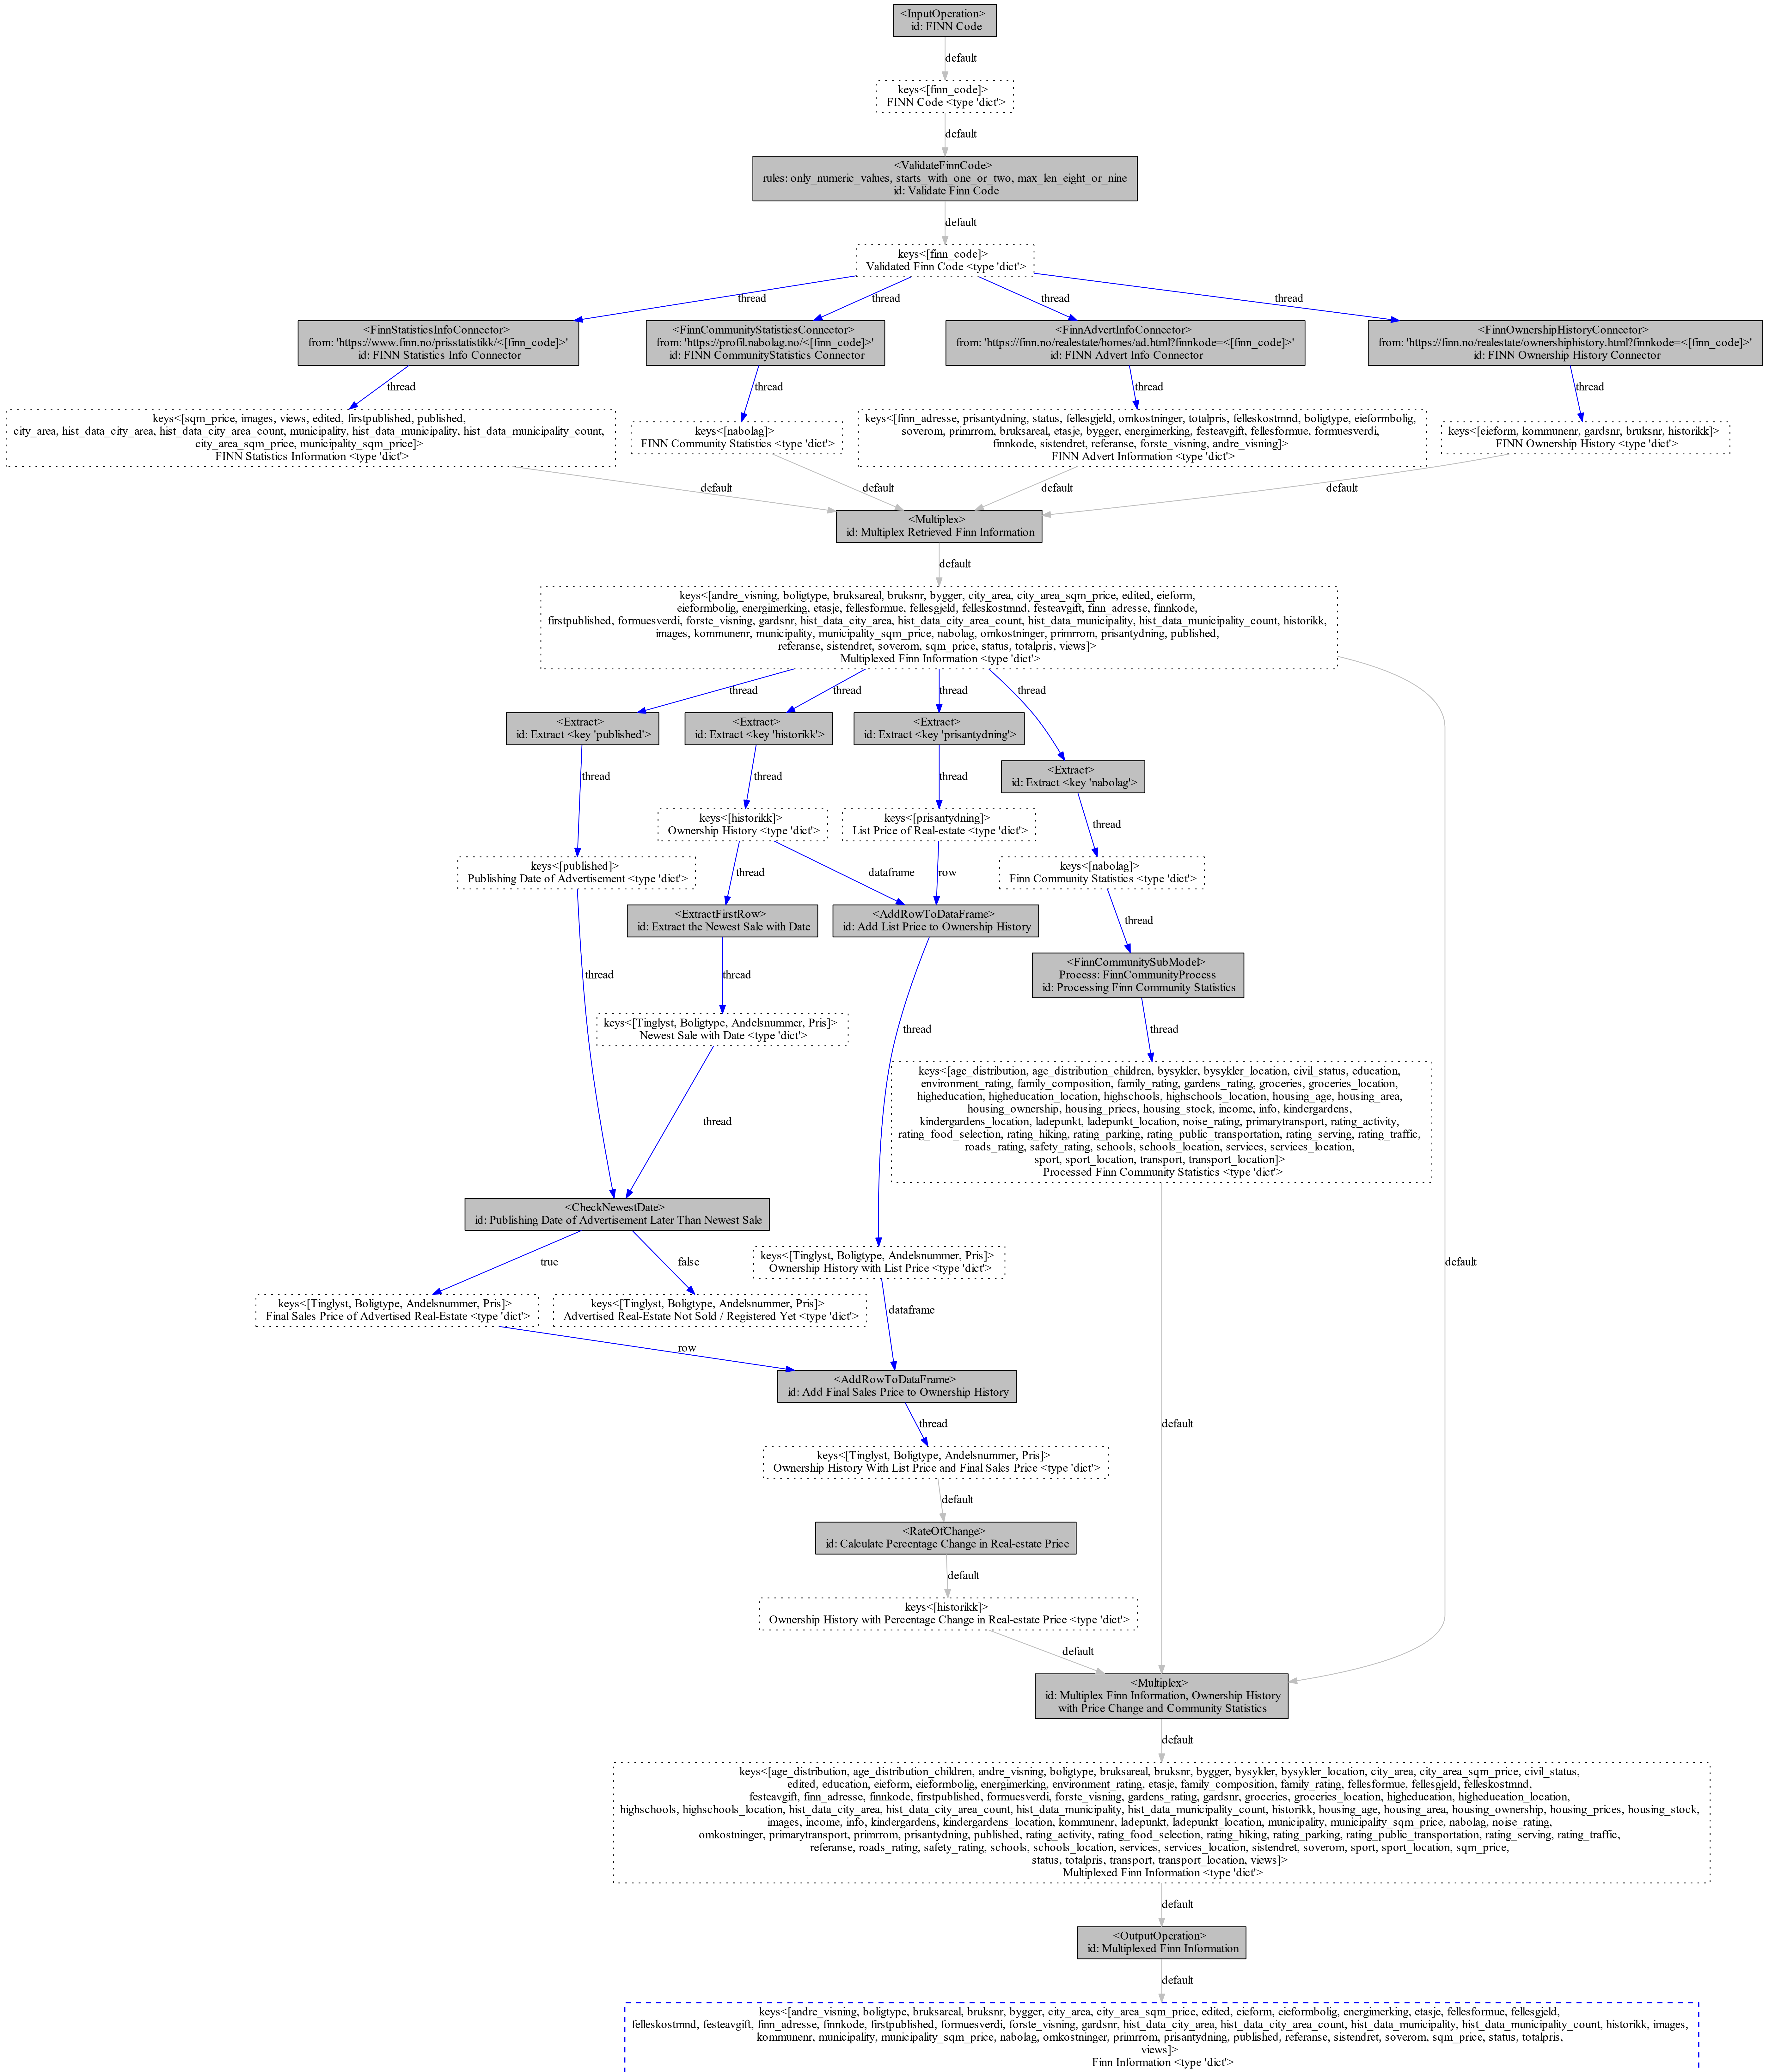 <InputOperation>
id: FINN Code
default
keys<[finn_code]>
FINN Code <type 'dict'>
default
<ValidateFinnCode>
rules: only_numeric_values, starts_with_one_or_two, max_len_eight_or_nine
id: Validate Finn Code
default
keys<[finn_code]>
Validated Finn Code <type 'dict'>
thread
thread
thread
thread
<FinnStatisticsInfoConnector>
from: 'https://www.finn.no/prisstatistikk/<[finn_code]>'
id: FINN Statistics Info Connector
<FinnCommunityStatisticsConnector>
from: 'https://profil.nabolag.no/<[finn_code]>'
id: FINN CommunityStatistics Connector
<FinnAdvertInfoConnector>
from: 'https://finn.no/realestate/homes/ad.html?finnkode=<[finn_code]>'
id: FINN Advert Info Connector
<FinnOwnershipHistoryConnector>
from: 'https://finn.no/realestate/ownershiphistory.html?finnkode=<[finn_code]>'
id: FINN Ownership History Connector
thread
thread
thread
thread
keys<[sqm_price, images, views, edited, firstpublished, published,
city_area, hist_data_city_area, hist_data_city_area_count, municipality, hist_data_municipality, hist_data_municipality_count,
city_area_sqm_price, municipality_sqm_price]>
FINN Statistics Information <type 'dict'>
keys<[nabolag]>
FINN Community Statistics <type 'dict'>
keys<[finn_adresse, prisantydning, status, fellesgjeld, omkostninger, totalpris, felleskostmnd, boligtype, eieformbolig,
soverom, primrrom, bruksareal, etasje, bygger, energimerking, festeavgift, fellesformue, formuesverdi,
finnkode, sistendret, referanse, forste_visning, andre_visning]>
FINN Advert Information <type 'dict'>
keys<[eieform, kommunenr, gardsnr, bruksnr, historikk]>
FINN Ownership History <type 'dict'>
default
default
default
default
<Multiplex>
id: Multiplex Retrieved Finn Information
default
keys<[andre_visning, boligtype, bruksareal, bruksnr, bygger, city_area, city_area_sqm_price, edited, eieform,
eieformbolig, energimerking, etasje, fellesformue, fellesgjeld, felleskostmnd, festeavgift, finn_adresse, finnkode,
firstpublished, formuesverdi, forste_visning, gardsnr, hist_data_city_area, hist_data_city_area_count, hist_data_municipality, hist_data_municipality_count, historikk,
images, kommunenr, municipality, municipality_sqm_price, nabolag, omkostninger, primrrom, prisantydning, published,
referanse, sistendret, soverom, sqm_price, status, totalpris, views]>
Multiplexed Finn Information <type 'dict'>
thread
thread
thread
thread
<Extract>
id: Extract <key 'published'>
<Extract>
id: Extract <key 'historikk'>
<Extract>
id: Extract <key 'prisantydning'>
<Extract>
id: Extract <key 'nabolag'>
thread
thread
thread
thread
keys<[historikk]>
Ownership History <type 'dict'>
keys<[prisantydning]>
List Price of Real-estate <type 'dict'>
keys<[published]>
Publishing Date of Advertisement <type 'dict'>
keys<[nabolag]>
Finn Community Statistics <type 'dict'>
thread
dataframe
row
thread
<ExtractFirstRow>
id: Extract the Newest Sale with Date
<AddRowToDataFrame>
id: Add List Price to Ownership History
<FinnCommunitySubModel>
Process: FinnCommunityProcess
id: Processing Finn Community Statistics
thread
thread
thread
thread
keys<[Tinglyst, Boligtype, Andelsnummer, Pris]>
Newest Sale with Date <type 'dict'>
keys<[age_distribution, age_distribution_children, bysykler, bysykler_location, civil_status, education,
environment_rating, family_composition, family_rating, gardens_rating, groceries, groceries_location,
higheducation, higheducation_location, highschools, highschools_location, housing_age, housing_area,
housing_ownership, housing_prices, housing_stock, income, info, kindergardens,
kindergardens_location, ladepunkt, ladepunkt_location, noise_rating, primarytransport, rating_activity,
rating_food_selection, rating_hiking, rating_parking, rating_public_transportation, rating_serving, rating_traffic,
roads_rating, safety_rating, schools, schools_location, services, services_location,
sport, sport_location, transport, transport_location]>
Processed Finn Community Statistics <type 'dict'>
thread
<CheckNewestDate>
id: Publishing Date of Advertisement Later Than Newest Sale
true
false
default
keys<[Tinglyst, Boligtype, Andelsnummer, Pris]>
Ownership History with List Price <type 'dict'>
keys<[Tinglyst, Boligtype, Andelsnummer, Pris]>
Final Sales Price of Advertised Real-Estate <type 'dict'>
keys<[Tinglyst, Boligtype, Andelsnummer, Pris]>
Advertised Real-Estate Not Sold / Registered Yet <type 'dict'>
dataframe
row
<AddRowToDataFrame>
id: Add Final Sales Price to Ownership History
thread
default
keys<[Tinglyst, Boligtype, Andelsnummer, Pris]>
Ownership History With List Price and Final Sales Price <type 'dict'>
default
<RateOfChange>
id: Calculate Percentage Change in Real-estate Price
default
keys<[historikk]>
Ownership History with Percentage Change in Real-estate Price <type 'dict'>
default
<Multiplex>
id: Multiplex Finn Information, Ownership History
with Price Change and Community Statistics
default
keys<[age_distribution, age_distribution_children, andre_visning, boligtype, bruksareal, bruksnr, bygger, bysykler, bysykler_location, city_area, city_area_sqm_price, civil_status,
edited, education, eieform, eieformbolig, energimerking, environment_rating, etasje, family_composition, family_rating, fellesformue, fellesgjeld, felleskostmnd,
festeavgift, finn_adresse, finnkode, firstpublished, formuesverdi, forste_visning, gardens_rating, gardsnr, groceries, groceries_location, higheducation, higheducation_location,
highschools, highschools_location, hist_data_city_area, hist_data_city_area_count, hist_data_municipality, hist_data_municipality_count, historikk, housing_age, housing_area, housing_ownership, housing_prices, housing_stock,
images, income, info, kindergardens, kindergardens_location, kommunenr, ladepunkt, ladepunkt_location, municipality, municipality_sqm_price, nabolag, noise_rating,
omkostninger, primarytransport, primrrom, prisantydning, published, rating_activity, rating_food_selection, rating_hiking, rating_parking, rating_public_transportation, rating_serving, rating_traffic,
referanse, roads_rating, safety_rating, schools, schools_location, services, services_location, sistendret, soverom, sport, sport_location, sqm_price,
status, totalpris, transport, transport_location, views]>
Multiplexed Finn Information <type 'dict'>
default
<OutputOperation>
id: Multiplexed Finn Information
default
keys<[andre_visning, boligtype, bruksareal, bruksnr, bygger, city_area, city_area_sqm_price, edited, eieform, eieformbolig, energimerking, etasje, fellesformue, fellesgjeld,
felleskostmnd, festeavgift, finn_adresse, finnkode, firstpublished, formuesverdi, forste_visning, gardsnr, hist_data_city_area, hist_data_city_area_count, hist_data_municipality, hist_data_municipality_count, historikk, images,
kommunenr, municipality, municipality_sqm_price, nabolag, omkostninger, primrrom, prisantydning, published, referanse, sistendret, soverom, sqm_price, status, totalpris,
views]>
Finn Information <type 'dict'>